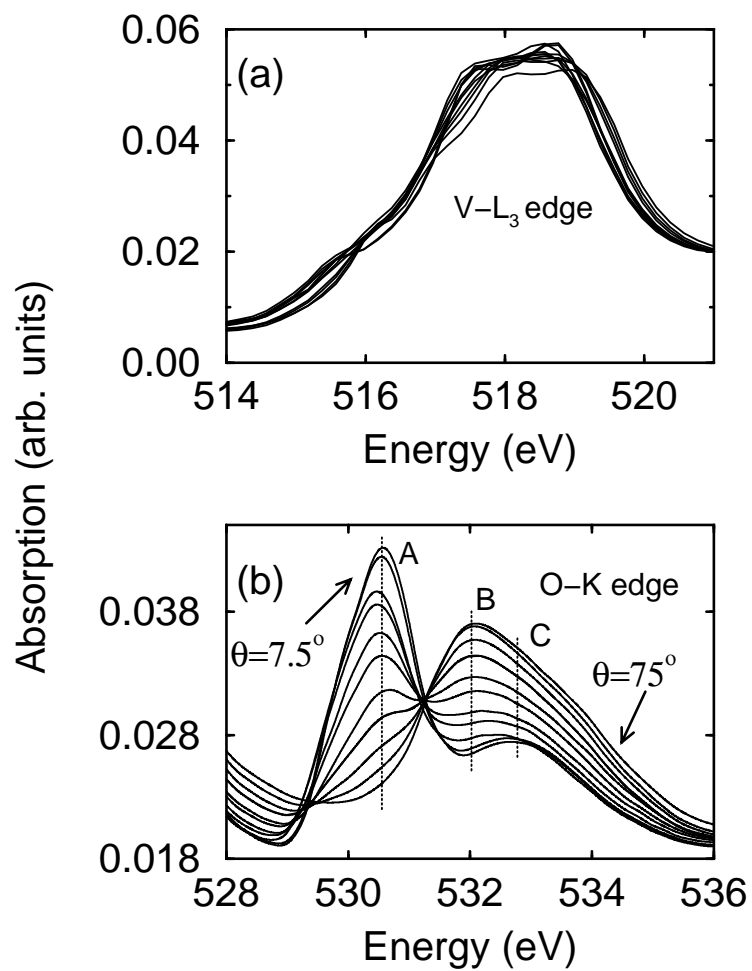 Absorption (arb. units)
0.06
(a)
0.04
V−L₃ edge
0.02
0.00
514 516 518 520
Energy (eV)
(b)
A
O−K edge
B
0.038
C
θ=7.5°
θ=75°
0.028
0.018
528 530 532 534 536
Energy (eV)